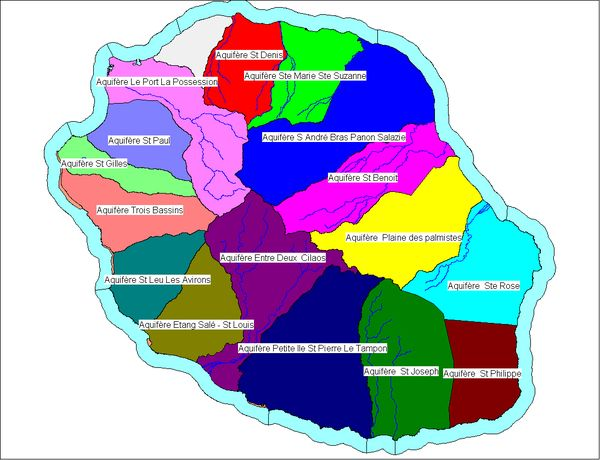 Aquifère St Denis
Aquifère Ste Marie Ste Suzanne
Aquifère Le Port La Possession
Aquifère S André Bras Panon Salazie
Aquifère St Paul
Aquifère St Gilles
Aquifère St Benoit
Aquifère Trois Bassins
Aquifère Plaine des palmistes
Aquifère Entre Deux Cilaos
Aquifère St Leu Les Avirons
Aquifère Ste Rose
Aquifère Etang Salé - St Louis
Aquifère Petite Ile St Pierre Le Tampon
Aquifère St Joseph
Aquifère St Philippe